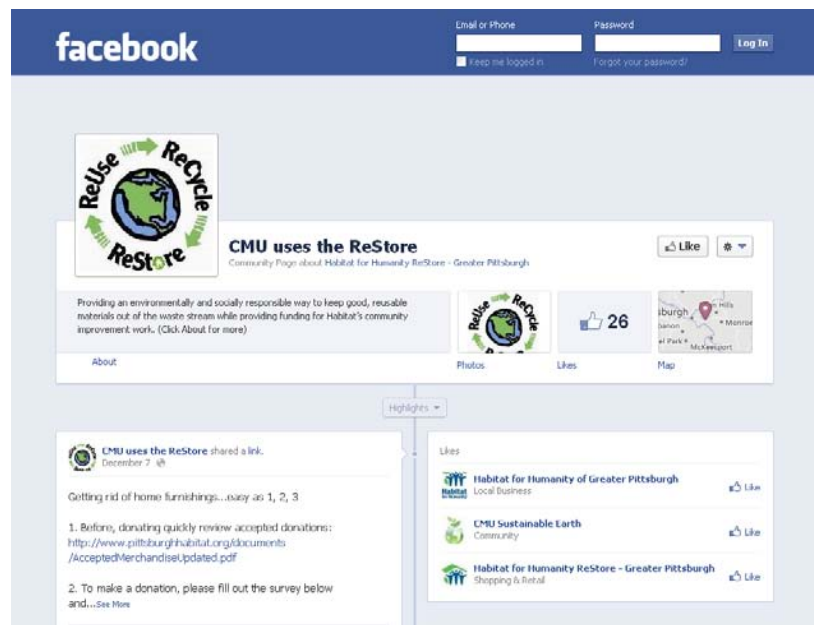 facebook
Email or Phone
Password
Log In
Keep me logged in
Forgot your password?
ReUse
ReCycle
ReStore
CMU uses the ReStore
Community Page about Habitat for Humanity ReStore - Greater Pittsburgh
Like
Providing an environmentally and socially responsible way to keep good, reusable
materials out of the waste stream while providing funding for Habitat's community
improvement work. (Click About for more)
About
ReUse
ReCycle
26
Hills
sburgh
Monroe
McKeesport
Photos
Likes
Map
Highlights
CMU uses the ReStore shared a link.
December 7
Getting rid of home furnishings...easy as 1, 2, 3
1. Before, donating quickly review accepted donations:
http://www.pittsburghhabitat.org/documents
/AcceptedMerchandiseUpdated.pdf
2. To make a donation, please fill out the survey below
and...See More
Likes
Habitat for Humanity of Greater Pittsburgh
Local Business
Like
CMU Sustainable Earth
Community
Like
Habitat for Humanity ReStore - Greater Pittsburgh
Shopping & Retail
Like